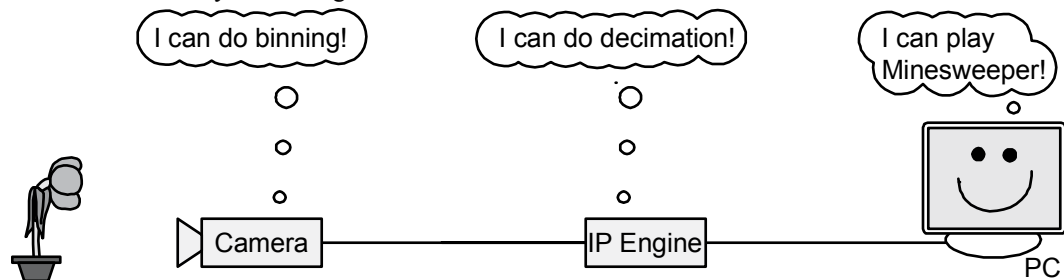 I can do binning!
I can do decimation!
I can play
Minesweeper!
Camera
IP Engine
PC